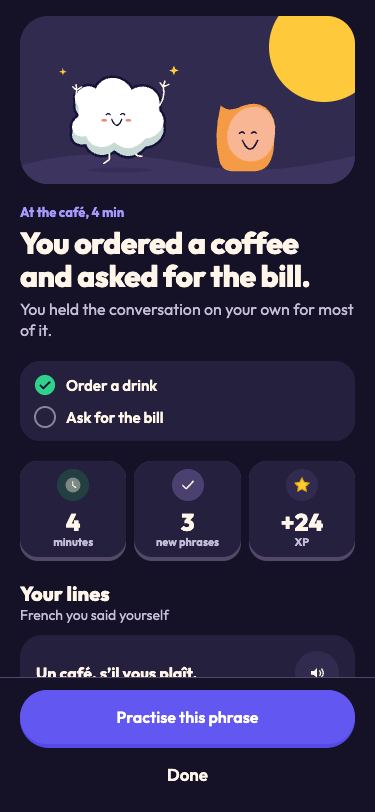 At the café, 4 min
You ordered a coffee
and asked for the bill.
You held the conversation on your own for most
of it.
Order a drink
Ask for the bill
4
minutes
3
new phrases
+24
XP
Your lines
French you said yourself
Un café, s'il vous plaît.
Practise this phrase
Done